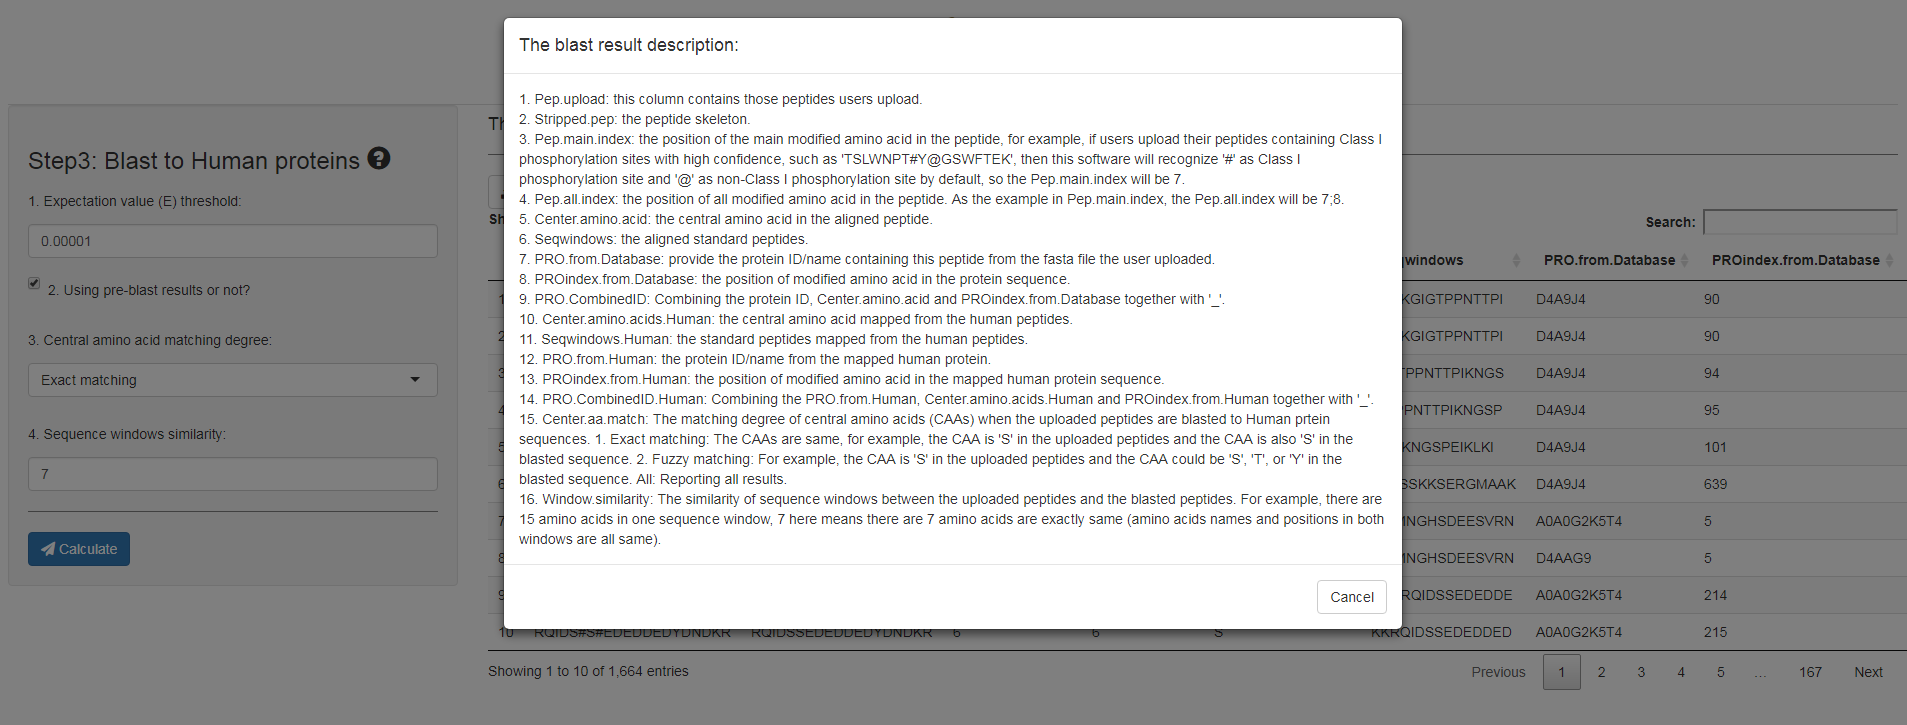 The blast result description:
1. Pep.upload: this column contains those peptides users upload.
2. Stripped.pep: the peptide skeleton.
3. Pep.main.index: the position of the main modified amino acid in the peptide, for example, if users upload their peptides containing Class I
phosphorylation sites with high confidence, such as 'TSLWNPT#Y@GSWFTEK', then this software will recognize '#' as Class I
phosphorylation site and '@' as non-Class I phosphorylation site by default, so the Pep.main.index will be 7.
4. Pep.all.index: the position of all modified amino acid in the peptide. As the example in Pep.main.index, the Pep.all.index will be 7;8.
5. Center.amino.acid: the central amino acid in the aligned peptide.
6. Seqwindows: the aligned standard peptides.
7. PRO.from.Database: provide the protein ID/name containing this peptide from the fasta file the user uploaded.
8. PROindex.from.Database: the position of modified amino acid in the protein sequence.
9. PRO.CombinedID: Combining the protein ID, Center.amino.acid and PROindex.from.Database together with '_'.
10. Center.amino.acids.Human: the central amino acid mapped from the human peptides.
11. Seqwindows.Human: the standard peptides mapped from the human peptides.
12. PRO.from.Human: the protein ID/name from the mapped human protein.
13. PROindex.from.Human: the position of modified amino acid in the mapped human protein sequence.
14. PRO.CombinedID.Human: Combining the PRO.from.Human, Center.amino.acids.Human and PROindex.from.Human together with '_'.
15. Center.aa.match: The matching degree of central amino acids (CAAs) when the uploaded peptides are blasted to Human prtein
sequences. 1. Exact matching: The CAAs are same, for example, the CAA is 'S' in the uploaded peptides and the CAA is also 'S' in the
blasted sequence. 2. Fuzzy matching: For example, the CAA is 'S' in the uploaded peptides and the CAA could be 'S', 'T', or 'Y' in the
blasted sequence. All: Reporting all results.
16. Window.similarity: The similarity of sequence windows between the uploaded peptides and the blasted peptides. For example, there are
15 amino acids in one sequence window, 7 here means there are 7 amino acids are exactly same (amino acids names and positions in both
windows are all same).
Cancel
Step3: Blast to Human proteins
1. Expectation value (E) threshold:
0.00001
2. Using pre-blast results or not?
3. Central amino acid matching degree:
Exact matching
4. Sequence windows similarity:
7
Calculate
Search:
qwindows PRO.from.Database PROindex.from.Database
KGIGTPPNTTPI D4A9J4 90
KGIGTPPNTTPI D4A9J4 90
TPPNTTPIKNGS D4A9J4 94
PNTTPIKNGSP D4A9J4 95
KNGSPEIKLKI D4A9J4 101
SSKKSERGMAAK D4A9J4 639
NGHSDEESVRN A0A0G2K5T4 5
NGHSDEESVRN D4AAG9 5
RQIDSSEDEDDE A0A0G2K5T4 214
10 RQIDS#S#EDEDDEDYDNDKR RQIDSSEDEDDEDYDNDKR 6 6 S KKRQIDSSEDEDDED A0A0G2K5T4 215
Showing 1 to 10 of 1,664 entries
Previous 1 2 3 4 5 ... 167 Next